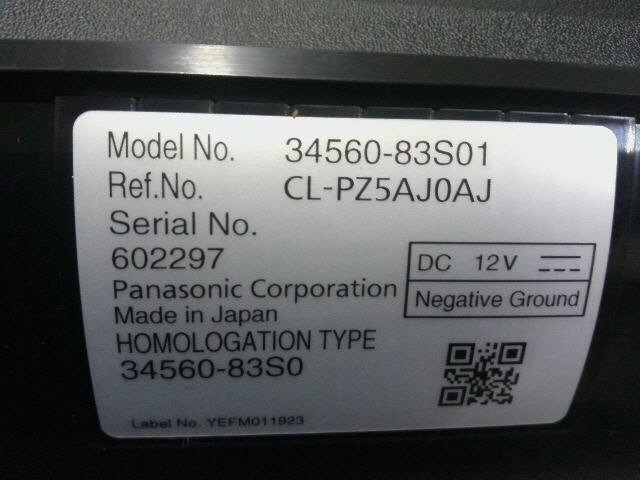 Model No. 34560-83S01
Ref.No. CL-PZ5AJ0AJ
Serial No.
602297
DC 12V
Panasonic Corporation
Negative Ground
Made in Japan
HOMOLOGATION TYPE
34560-83S0
Label No. YEFM011923